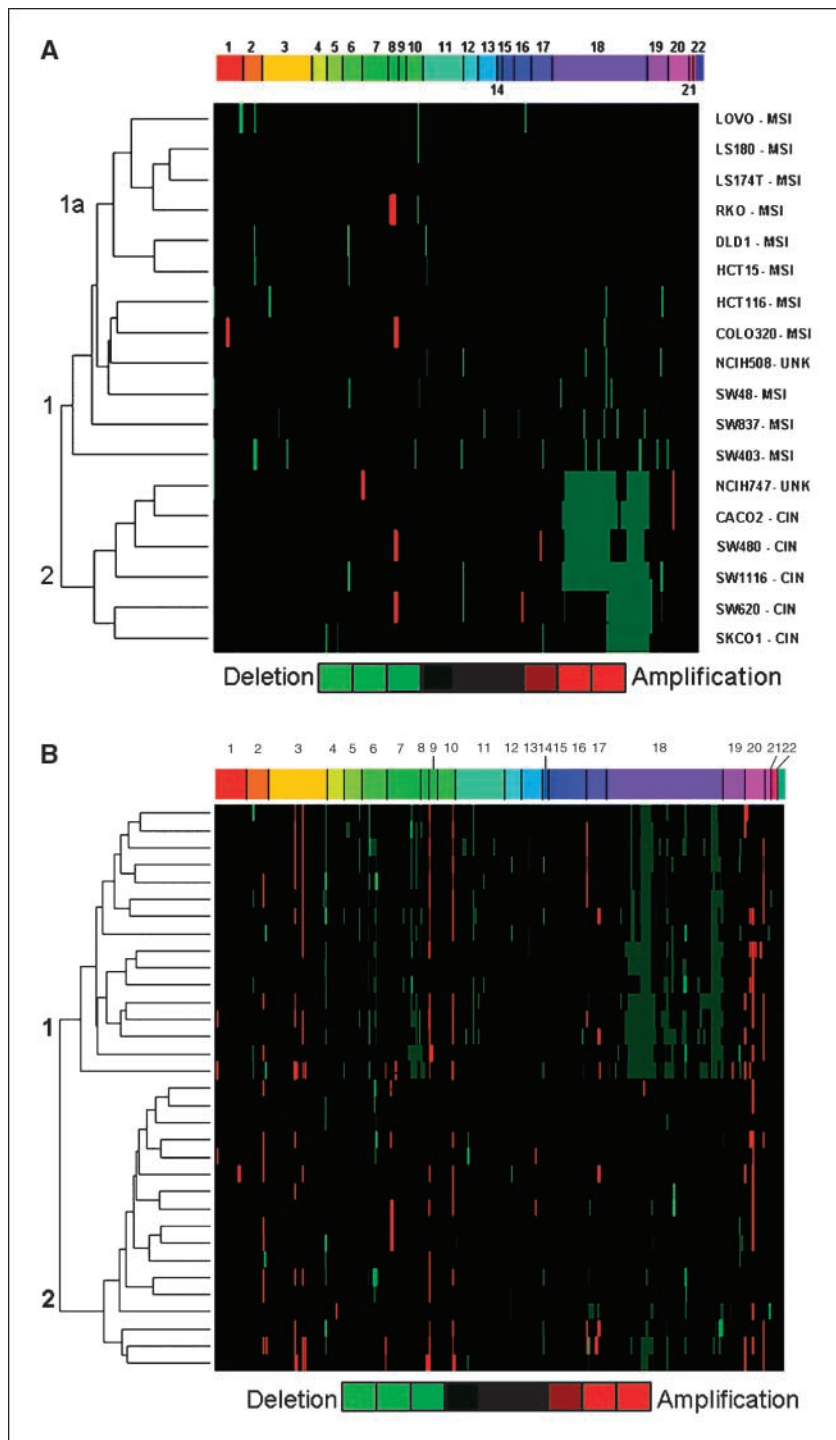 A
1 2 3 4 5 6 7 8 9 10 11 12 13 15 16 17 18 19 20 22
14 21
LOVO - MSI
LS180 - MSI
LS174T - MSI
1a
RKO - MSI
DLD1 - MSI
HCT15 - MSI
HCT116 - MSI
COLO320 - MSI
NCIH508 - UNK
SW48 - MSI
1
SW837 - MSI
SW403 - MSI
NCIH747 - UNK
CACO2 - CIN
SW480 - CIN
2
SW1116 - CIN
SW620 - CIN
SKCO1 - CIN
Deletion Amplification
B
1 2 3 4 5 6 7 8 9 10 11 12 13 14 15 16 17 18 19 20 21 22
1
2
Deletion Amplification